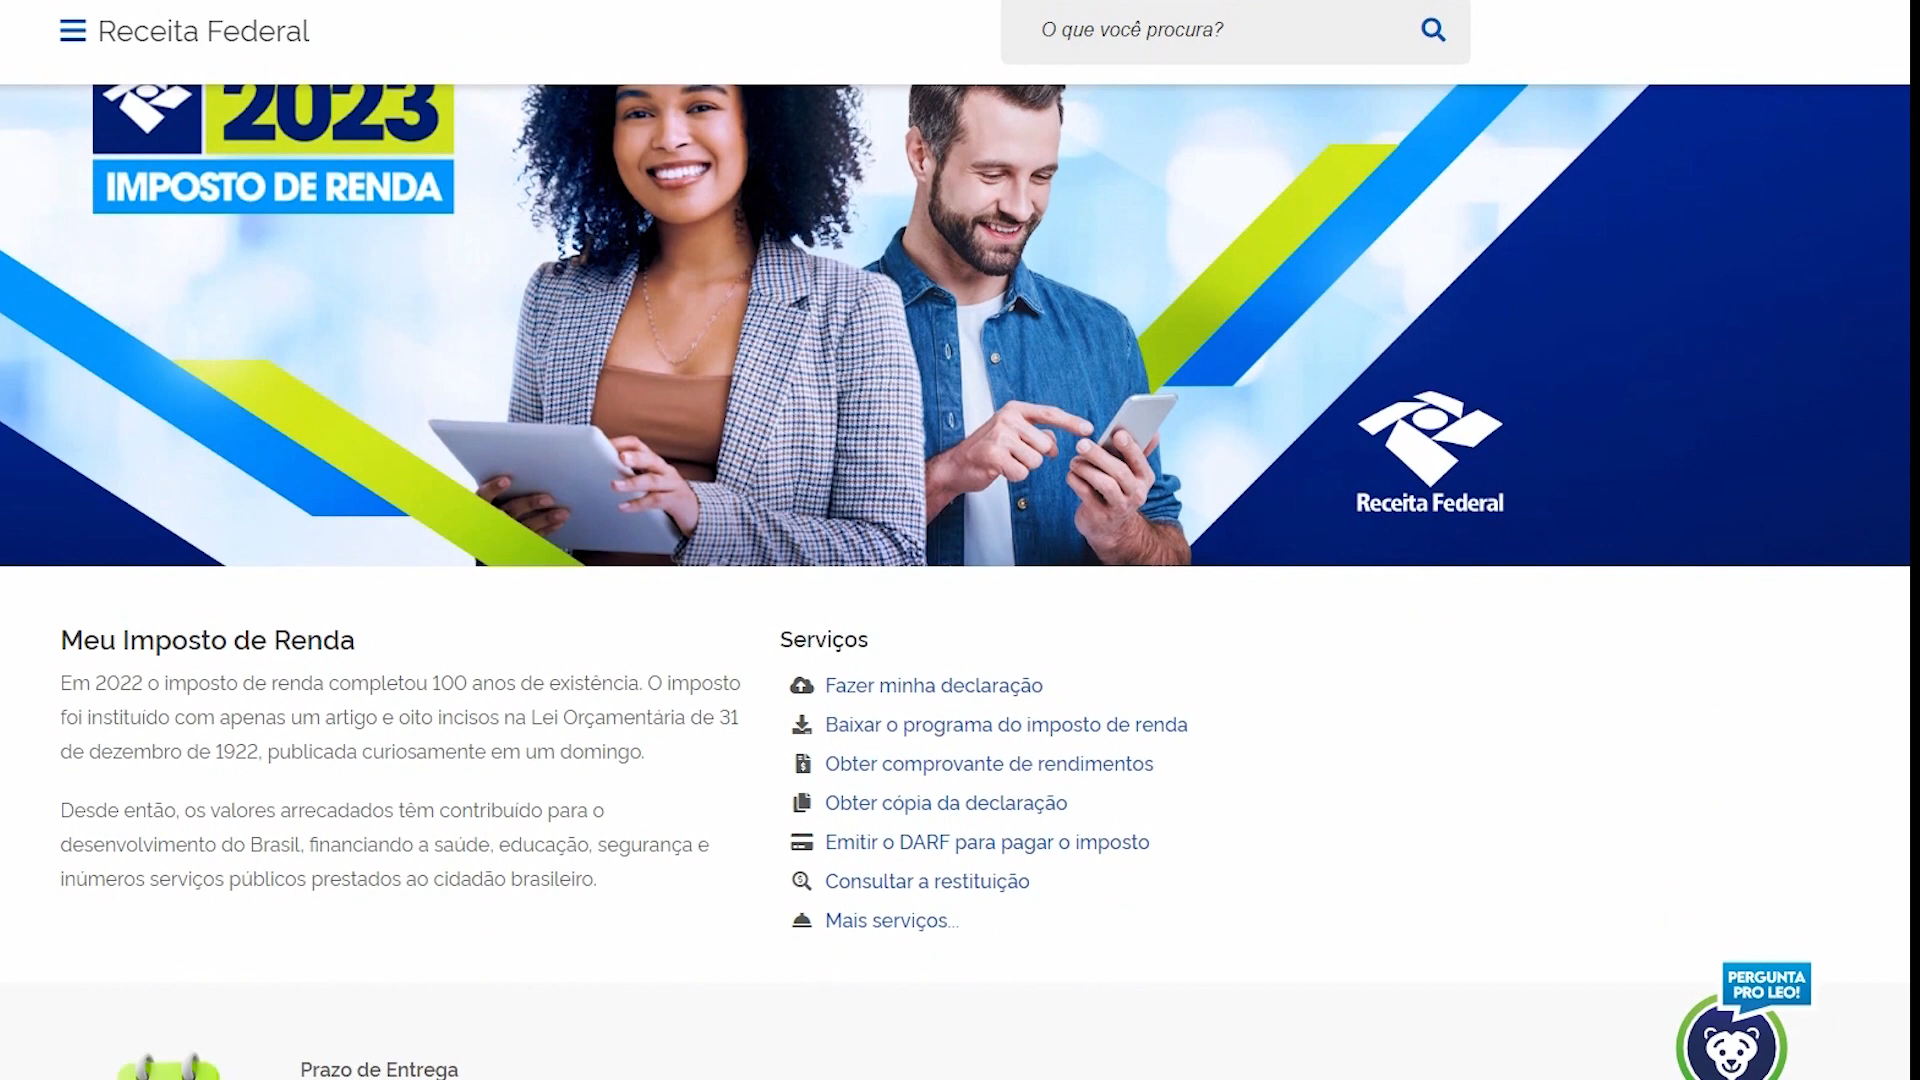 Receita Federal
O que você procura?
2023
IMPOSTO DE RENDA
Receita Federal
Meu Imposto de Renda
Em 2022 o imposto de renda completou 100 anos de existência. O imposto
foi instituído com apenas um artigo e oito incisos na Lei Orçamentária de 31
de dezembro de 1922, publicada curiosamente em um domingo.
Desde então, os valores arrecadados têm contribuído para o
desenvolvimento do Brasil, financiando a saúde, educação, segurança e
inúmeros serviços públicos prestados ao cidadão brasileiro.
Serviços
Fazer minha declaração
Baixar o programa do imposto de renda
Obter comprovante de rendimentos
Obter cópia da declaração
Emitir o DARF para pagar o imposto
Consultar a restituição
Mais serviços...
PERGUNTA
PRO LEO!
Prazo de Entrega